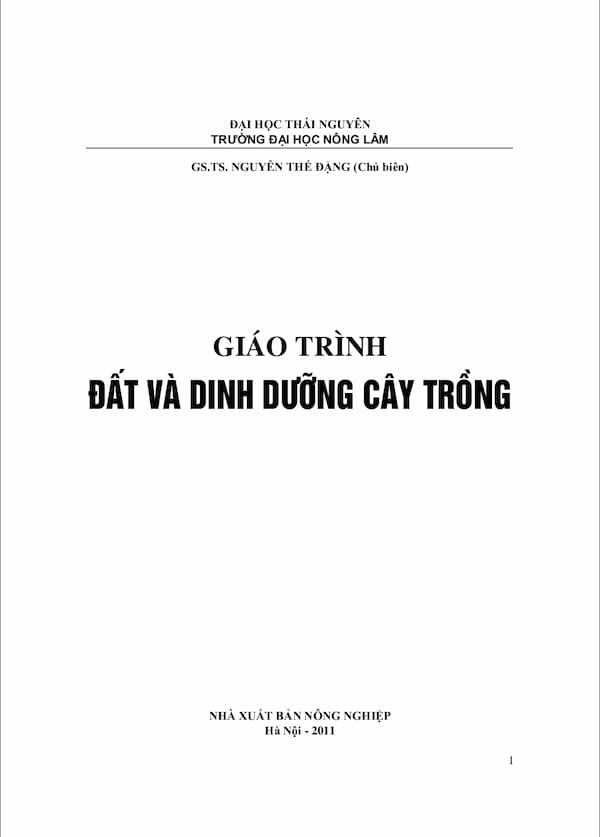 ĐẠI HỌC THÁI NGUYÊN
TRƯỜNG ĐẠI HỌC NÔNG LÂM
GS.TS. NGUYỄN THẾ ĐẶNG (Chủ biên)
GIÁO TRÌNH
ĐẤT VÀ DINH DƯỠNG CÂY TRỒNG
NHÀ XUẤT BẢN NÔNG NGHIỆP
Hà Nội - 2011
1